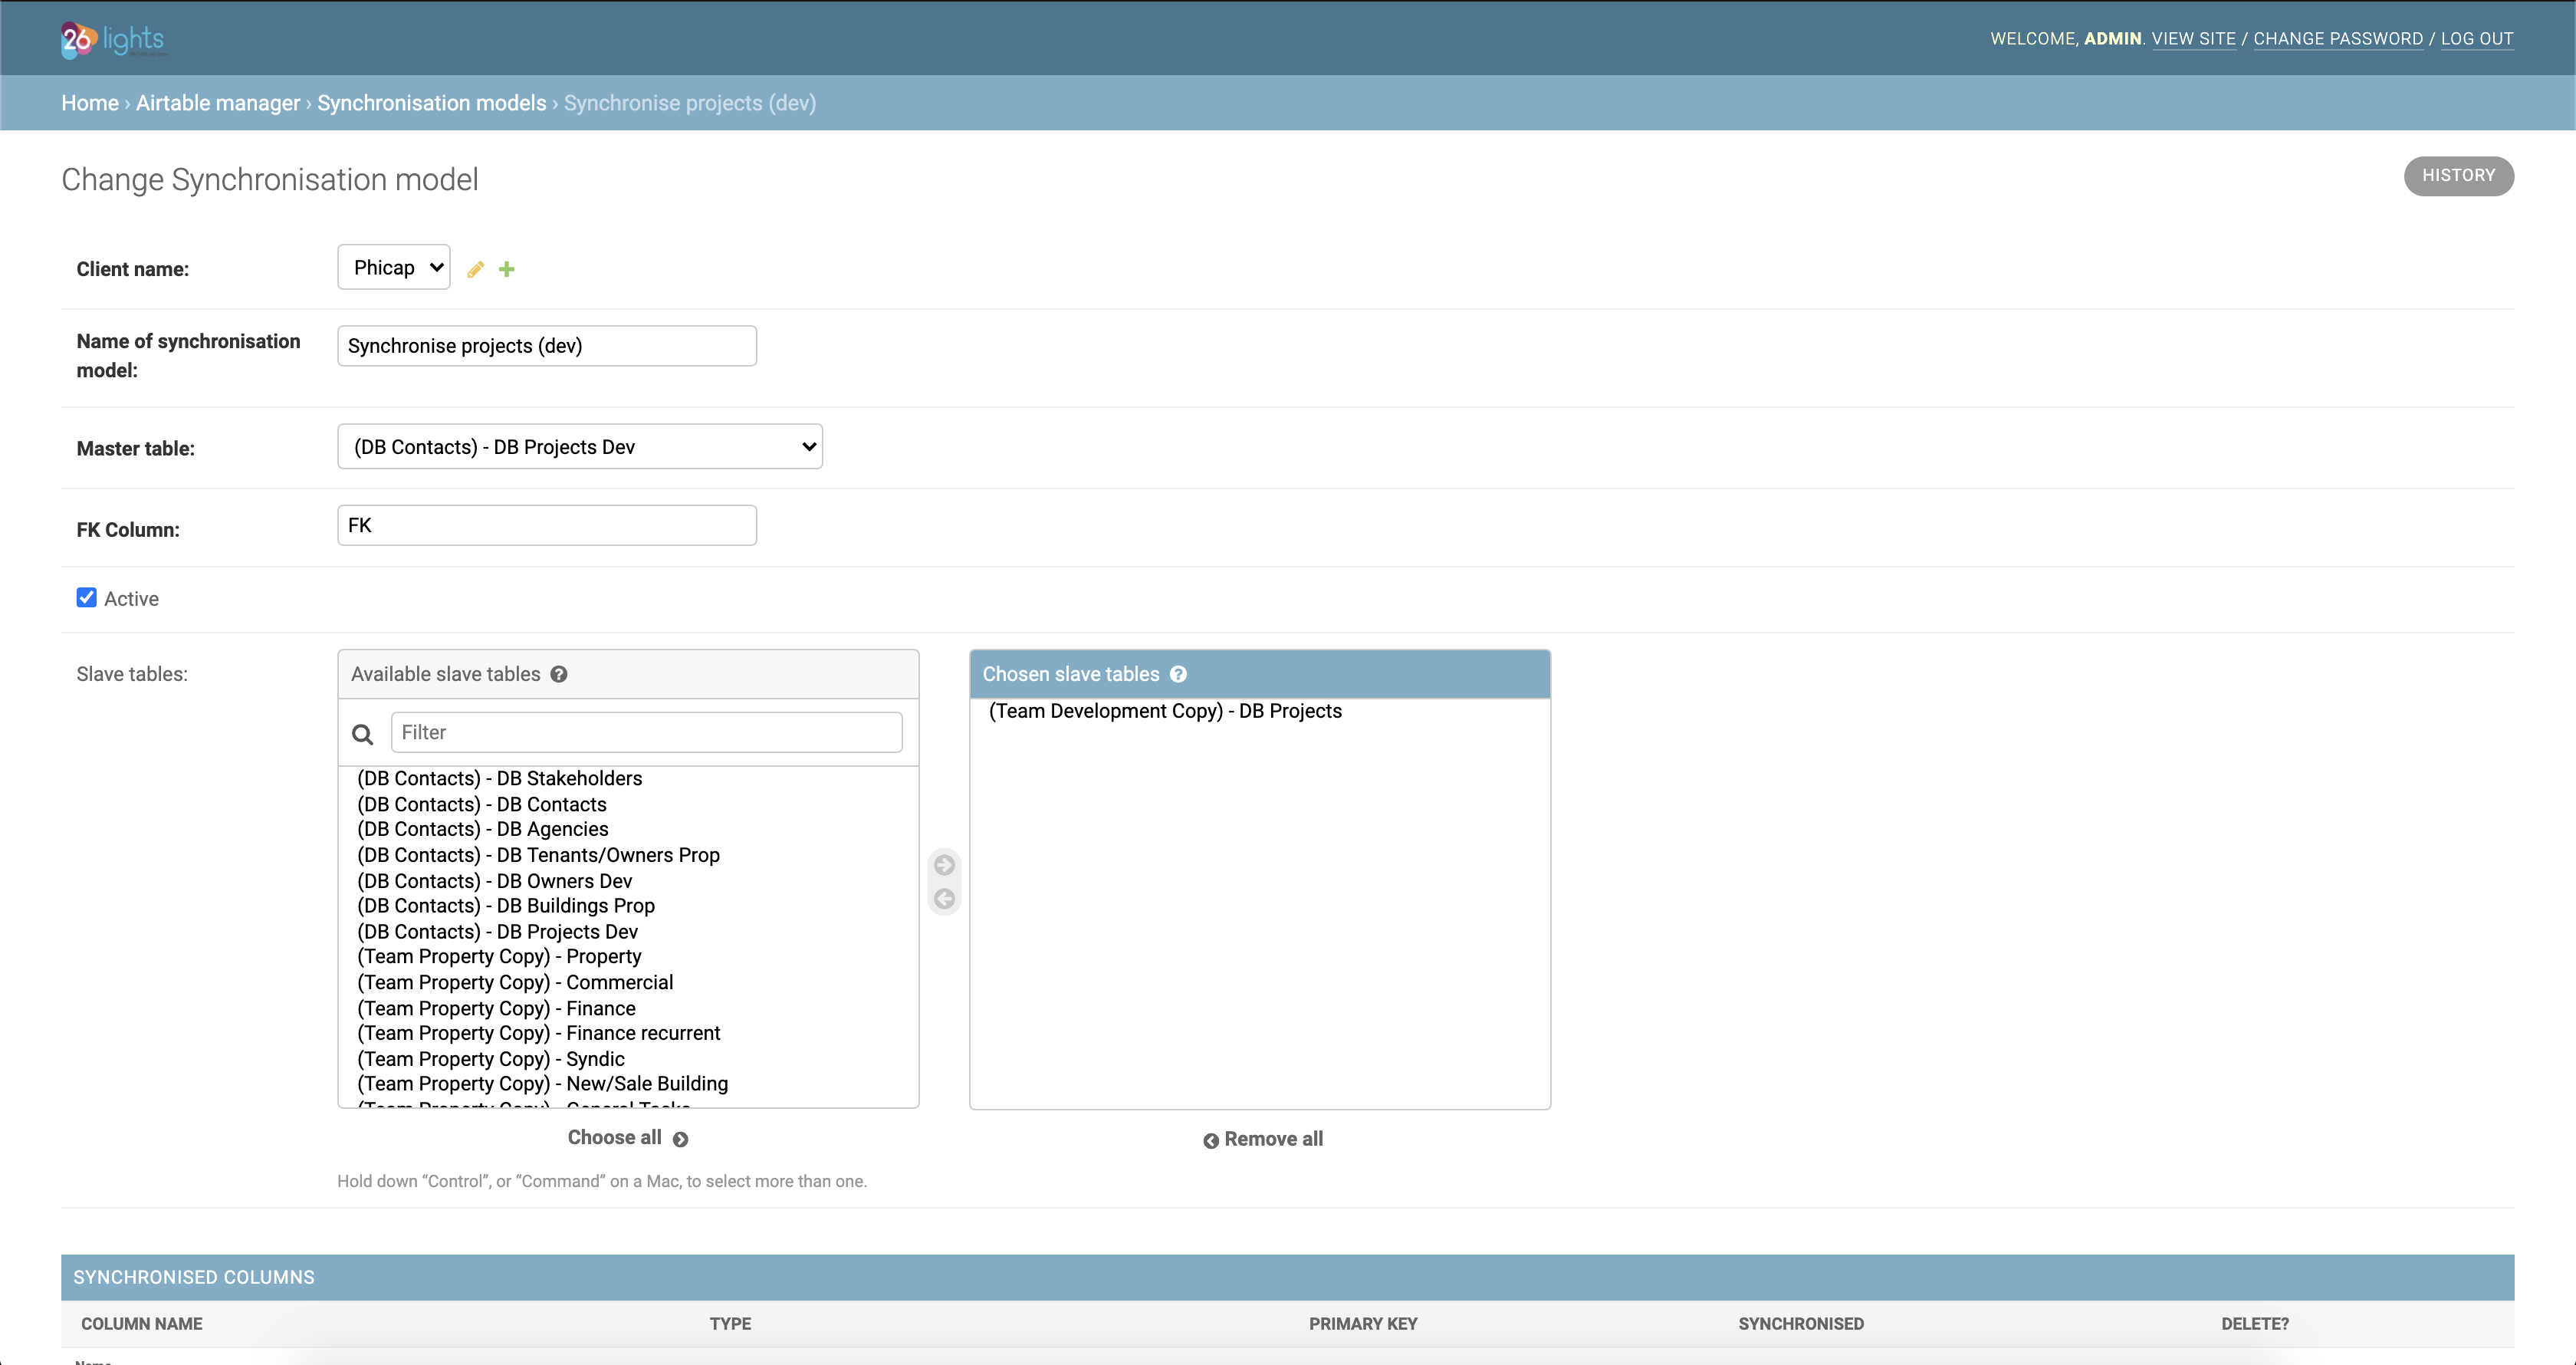 26 lights
WELCOME, ADMIN. VIEW SITE / CHANGE PASSWORD / LOG OUT
Home › Airtable manager › Synchronisation models › Synchronise projects (dev)
Change Synchronisation model
HISTORY
Client name:
Phicap
Name of synchronisation
model:
Synchronise projects (dev)
Master table:
(DB Contacts) - DB Projects Dev
FK Column:
FK
Active
Slave tables:
Available slave tables
Filter
(DB Contacts) - DB Stakeholders
(DB Contacts) - DB Contacts
(DB Contacts) - DB Agencies
(DB Contacts) - DB Tenants/Owners Prop
(DB Contacts) - DB Owners Dev
(DB Contacts) - DB Buildings Prop
(DB Contacts) - DB Projects Dev
(Team Property Copy) - Property
(Team Property Copy) - Commercial
(Team Property Copy) - Finance
(Team Property Copy) - Finance recurrent
(Team Property Copy) - Syndic
(Team Property Copy) - New/Sale Building
(Team Property Copy) - General Tasks
Choose all
Chosen slave tables
(Team Development Copy) - DB Projects
Remove all
Hold down “Control”, or “Command” on a Mac, to select more than one.
SYNCHRONISED COLUMNS
COLUMN NAME TYPE PRIMARY KEY SYNCHRONISED DELETE?
Name